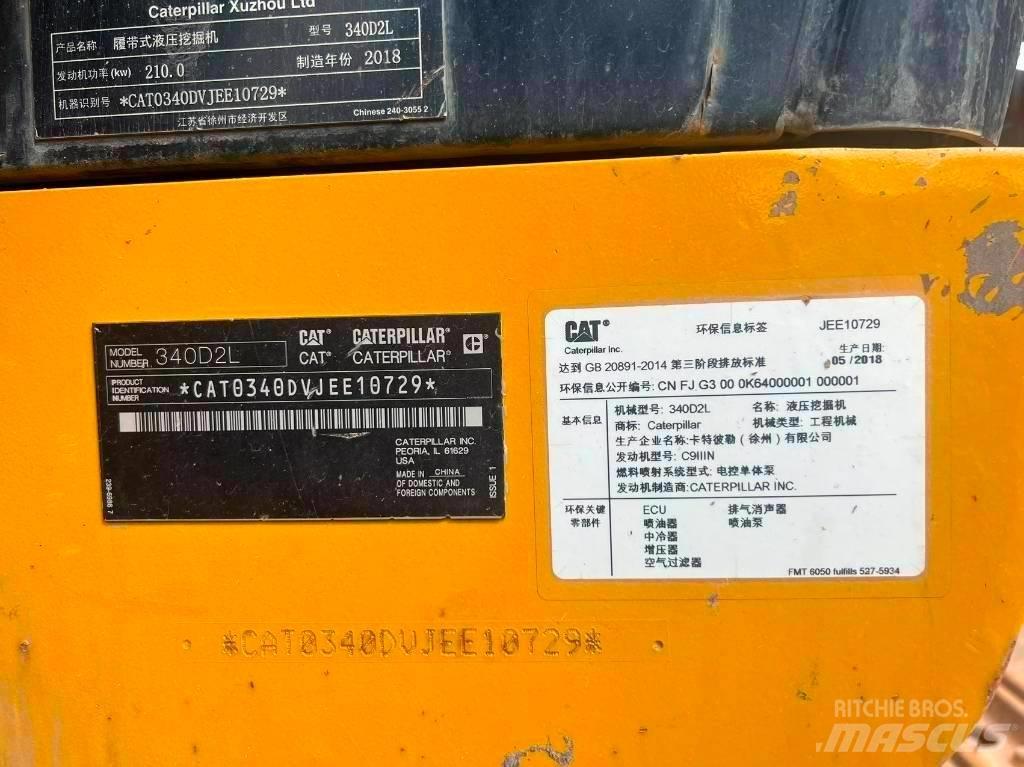 Caterpillar Xuzhou Ltd
产品名称 履带式液压挖掘机 型号 340D2L
发动机功率(kw) 210.0 制造年份 2018
机器识别号 *CAT0340DVJEE10729*
江苏省徐州市经济开发区 Chinese 240-3055 2
MODEL NUMBER 340D2L CAT® CATERPILLAR®
CAT® CATERPILLAR®
PRODUCT IDENTIFICATION NUMBER *CAT0340DVJEE10729*
CATERPILLAR INC.
PEORIA, IL 61629
USA
MADE IN CHINA
OF DOMESTIC AND
FOREIGN COMPONENTS
ISSUE 1
CAT® 环保信息标签 JEE10729
Caterpillar Inc. 生产日期:
达到 GB 20891-2014 第三阶段排放标准 05/2018
环保信息公开编号: CN FJ G3 00 0K64000001 000001
基本信息 机械型号: 340D2L 名称: 液压挖掘机
商标: Caterpillar 机械类型: 工程机械
生产企业名称:卡特彼勒(徐州)有限公司
发动机型号: C9IIIN
燃料喷射系统型式: 电控单体泵
发动机制造商:CATERPILLAR INC.
环保关键零部件 ECU 排气消声器
喷油器 喷油泵
中冷器
增压器
空气过滤器
FMT 6050 fulfills 527-5934
*CAT0340DVJEE10729*
RITCHIE BROS.
MASCUS